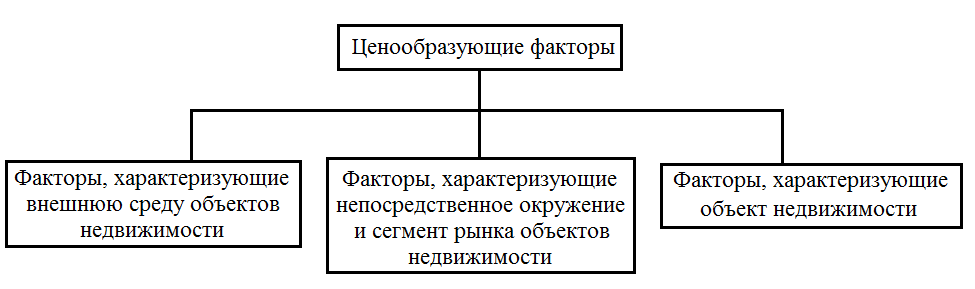 Ценообразующие факторы
Факторы, характеризующие
внешнюю среду объектов
недвижимости
Факторы, характеризующие
непосредственное окружение
и сегмент рынка объектов
недвижимости
Факторы, характеризующие
объект недвижимости